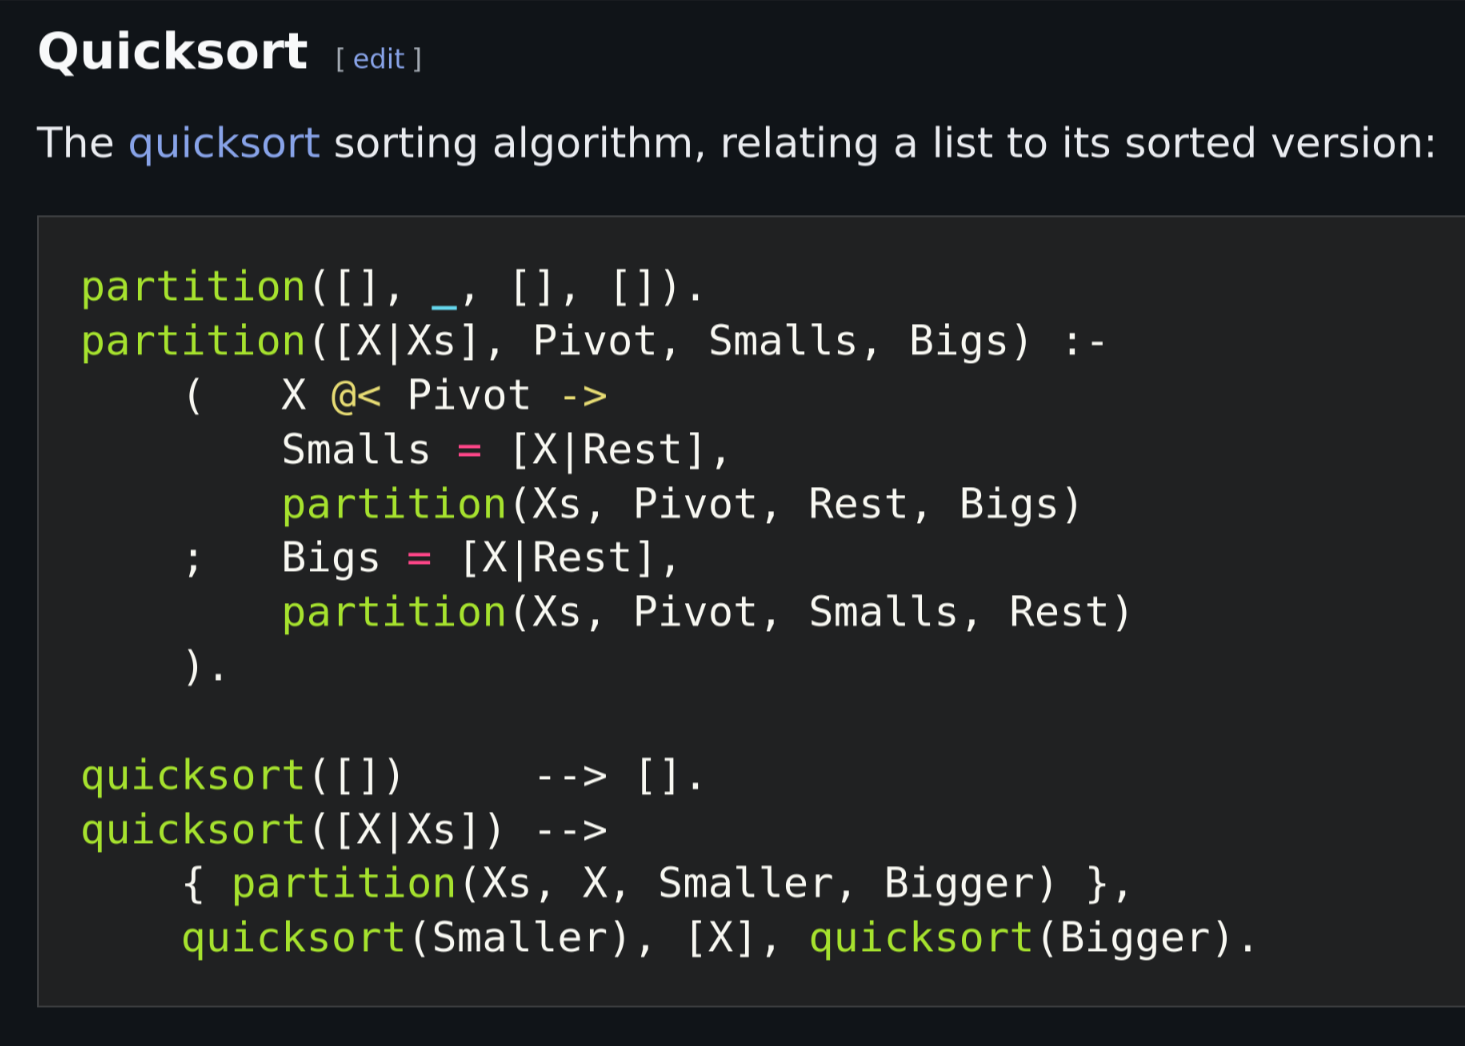 Quicksort [ edit ]
The quicksort sorting algorithm, relating a list to its sorted version:
partition([], _, [], []).
partition([X|Xs], Pivot, Smalls, Bigs) :-
    (   X @< Pivot ->
        Smalls = [X|Rest],
        partition(Xs, Pivot, Rest, Bigs)
    ;   Bigs = [X|Rest],
        partition(Xs, Pivot, Smalls, Rest)
    ).
quicksort([])     --> [].
quicksort([X|Xs]) -->
    { partition(Xs, X, Smaller, Bigger) },
    quicksort(Smaller), [X], quicksort(Bigger).